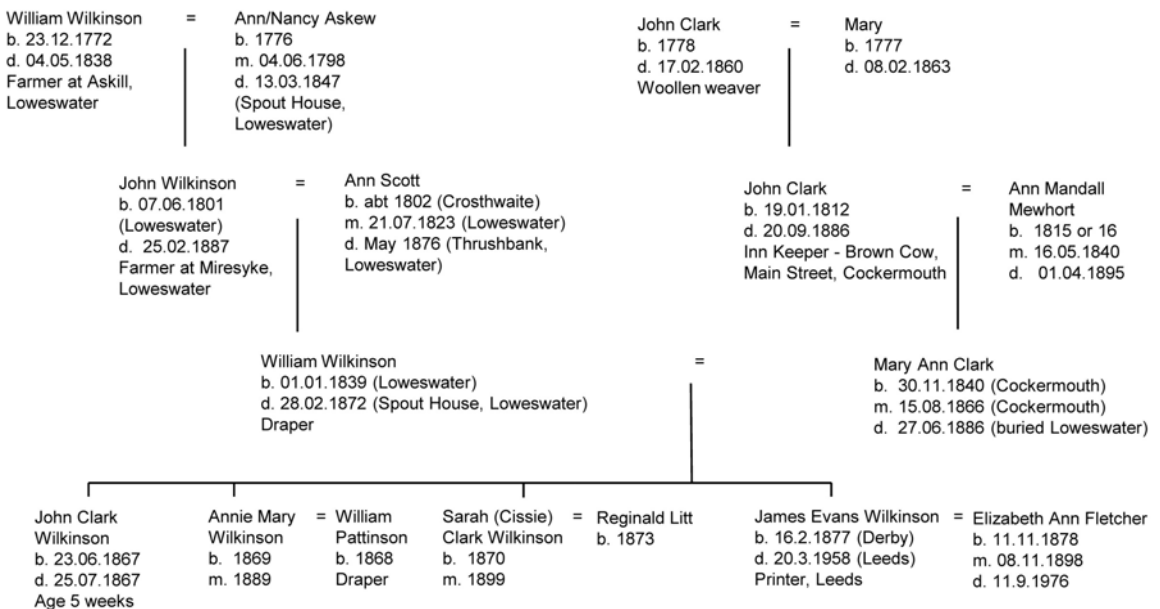 William Wilkinson = Ann/Nancy Askew
b. 23.12.1772
d. 04.05.1838
Farmer at Askill,
Loweswater
b. 1776
m. 04.06.1798
d. 13.03.1847
(Spout House,
Loweswater)
John Clark = Mary
b. 1778
d. 17.02.1860
Woollen weaver
b. 1777
d. 08.02.1863
John Wilkinson = Ann Scott
b. 07.06.1801
(Loweswater)
d. 25.02.1887
Farmer at Miresyke,
Loweswater
b. abt 1802 (Crosthwaite)
m. 21.07.1823 (Loweswater)
d. May 1876 (Thrushbank,
Loweswater)
John Clark = Ann Mandall
b. 19.01.1812
d. 20.09.1886
Inn Keeper - Brown Cow,
Main Street, Cockermouth
Mewhort
b. 1815 or 16
m. 16.05.1840
d. 01.04.1895
William Wilkinson =
b. 01.01.1839 (Loweswater)
d. 28.02.1872 (Spout House, Loweswater)
Draper
Mary Ann Clark
b. 30.11.1840 (Cockermouth)
m. 15.08.1866 (Cockermouth)
d. 27.06.1886 (buried Loweswater)
John Clark
Wilkinson
b. 23.06.1867
d. 25.07.1867
Age 5 weeks
Annie Mary = William
Wilkinson
b. 1869
m. 1889
Pattinson
b. 1868
Draper
Sarah (Cissie) = Reginald Litt
Clark Wilkinson
b. 1870
m. 1899
b. 1873
James Evans Wilkinson = Elizabeth Ann Fletcher
b. 16.2.1877 (Derby)
d. 20.3.1958 (Leeds)
Printer, Leeds
b. 11.11.1878
m. 08.11.1898
d. 11.9.1976